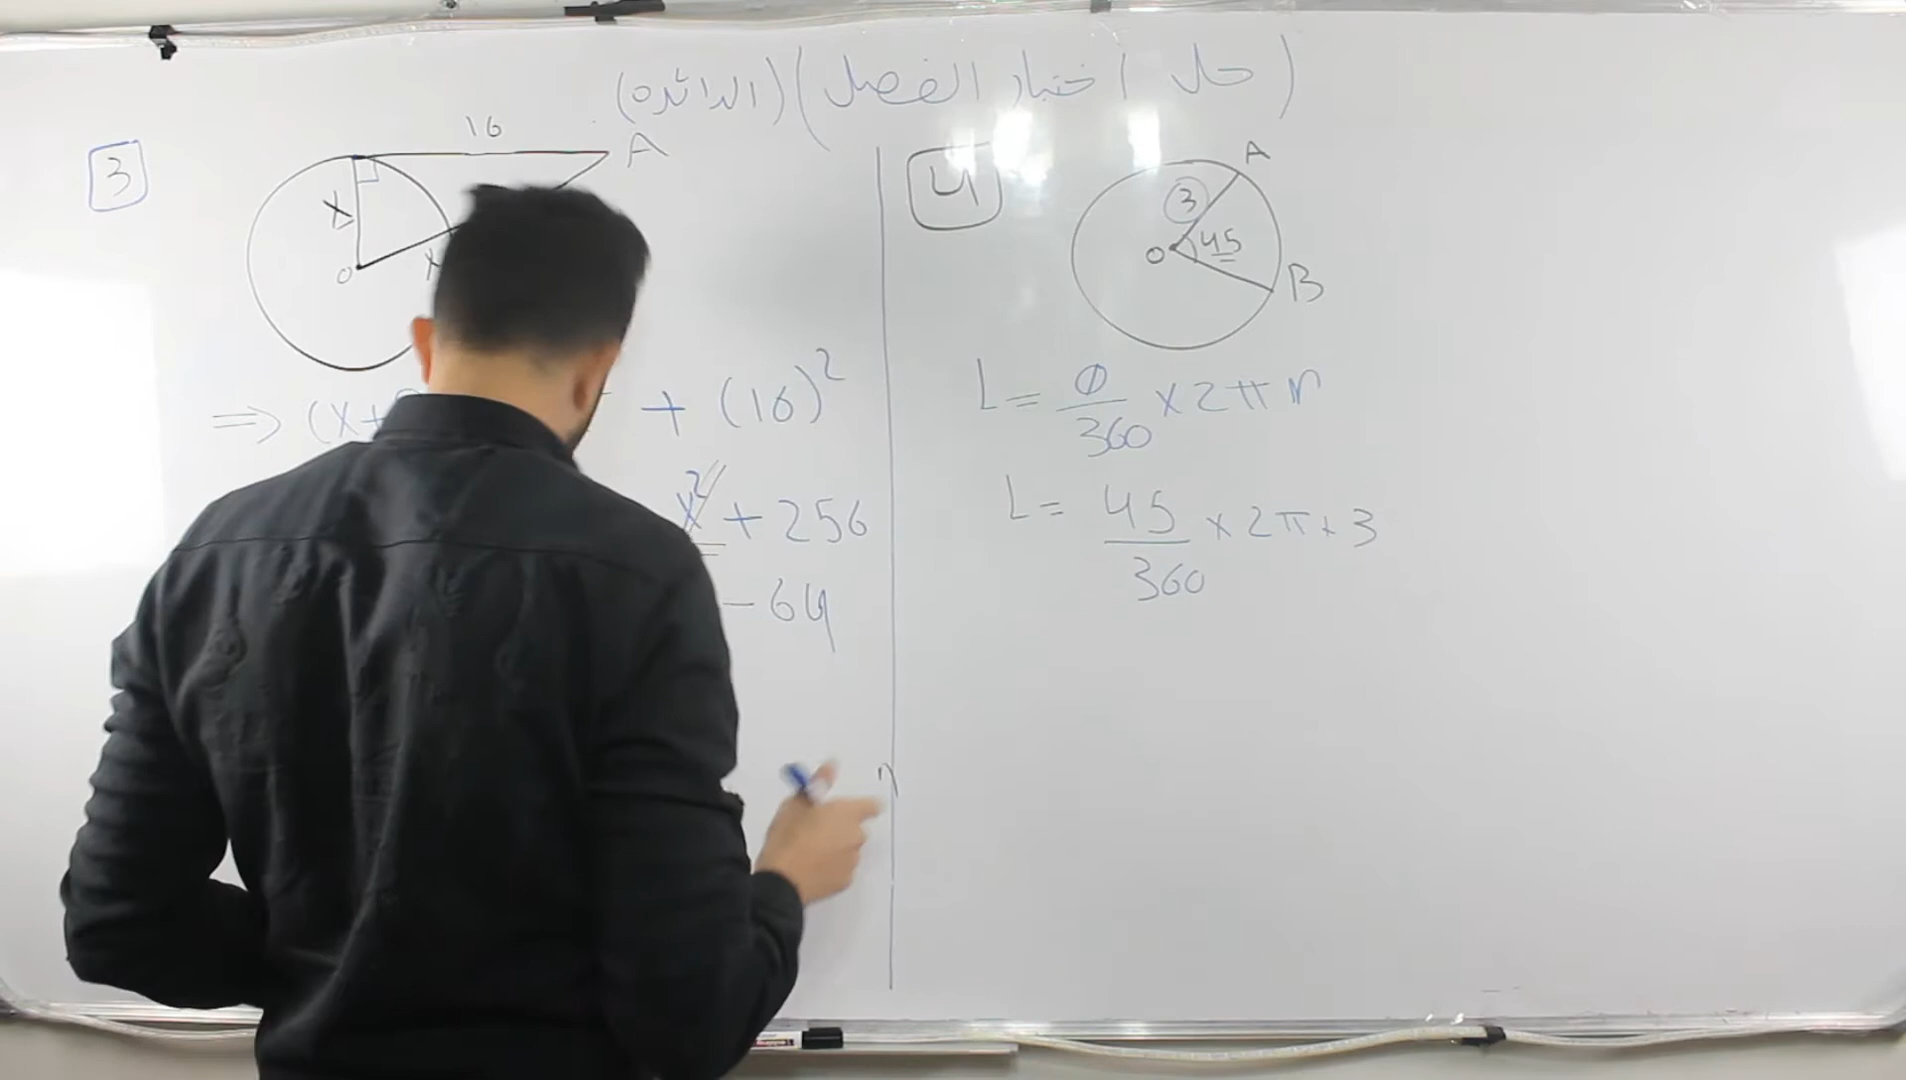 (حل اختبار الفصل) (الدائرة)
3
16
A
X
O
X
=> (X+
+ (16)²
x² + 256
- 64
4
A
3
O
45
B
L = θ/360 × 2πr
L = 45/360 × 2π × 3